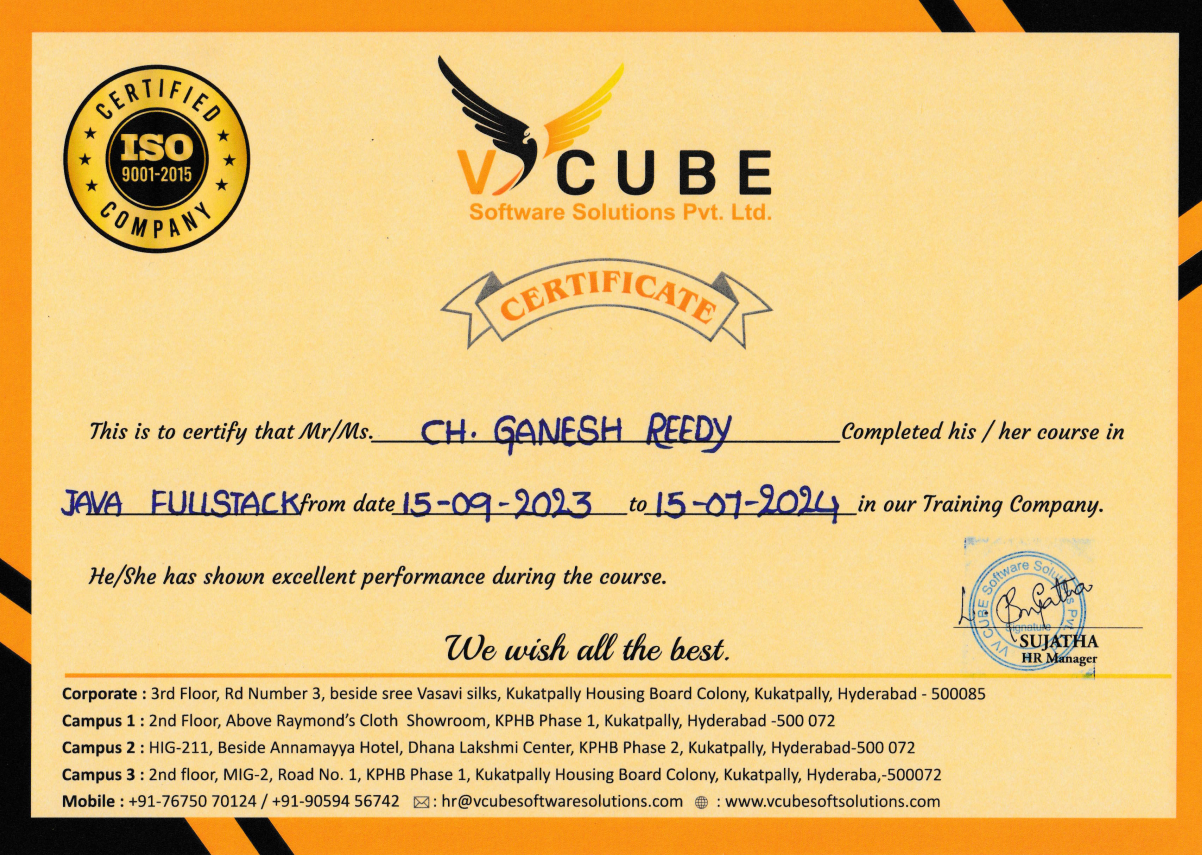 CERTIFIED
ISO
9001-2015
COMPANY
V CUBE
Software Solutions Pvt. Ltd.
CERTIFICATE
This is to certify that Mr/Ms. CH. GANESH REEDY Completed his / her course in
JAVA FULLSTACK from date 15-09-2023 to 15-07-2024 in our Training Company.
He/She has shown excellent performance during the course.
VV CUBE Software Solutions Pvt.
L. Sujatha
Signature
SUJATHA
HR Manager
We wish all the best.
Corporate : 3rd Floor, Rd Number 3, beside sree Vasavi silks, Kukatpally Housing Board Colony, Kukatpally, Hyderabad - 500085
Campus 1 : 2nd Floor, Above Raymond's Cloth Showroom, KPHB Phase 1, Kukatpally, Hyderabad -500 072
Campus 2 : HIG-211, Beside Annamayya Hotel, Dhana Lakshmi Center, KPHB Phase 2, Kukatpally, Hyderabad-500 072
Campus 3 : 2nd floor, MIG-2, Road No. 1, KPHB Phase 1, Kukatpally Housing Board Colony, Kukatpally, Hyderaba,-500072
Mobile : +91-76750 70124 / +91-90594 56742 : hr@vcubesoftwaresolutions.com : www.vcubesoftsolutions.com